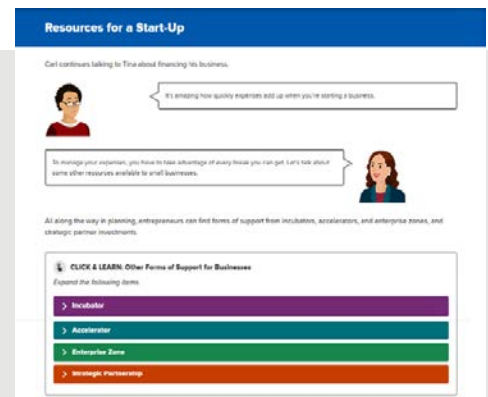 Resources for a Start-Up
Carl continues talking to Tina about financing his business.
It's amazing how quickly expenses add up when you're starting a business.
To manage your expenses, you have to take advantage of every break you can get. Let's talk about
some other resources available to small businesses.
All along the way in planning, entrepreneurs can find forms of support from incubators, accelerators, and enterprise zones, and
strategic partner investments.
CLICK & LEARN: Other Forms of Support for Businesses
Expand the following items.
Incubator
Accelerator
Enterprise Zone
Strategic Partnership